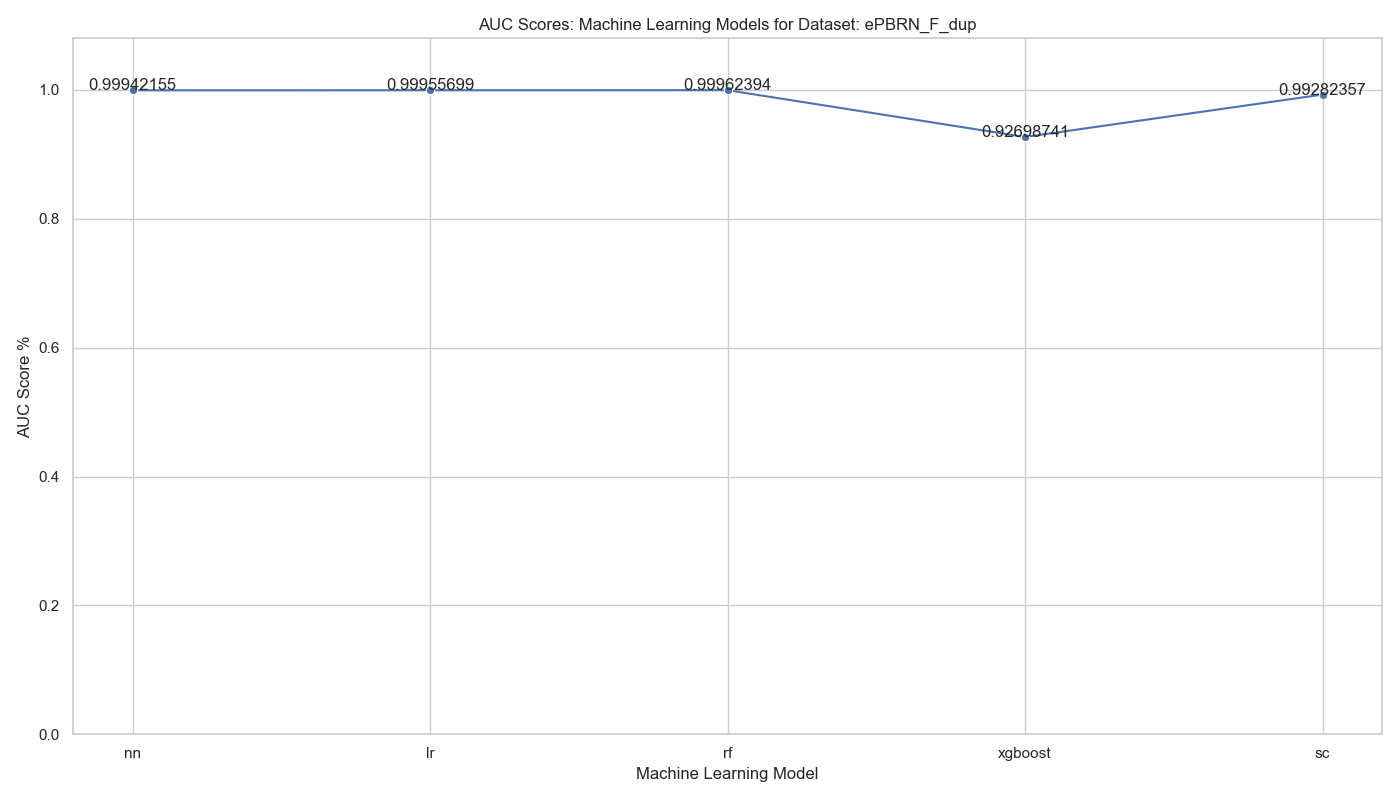 AUC Scores: Machine Learning Models for Dataset: ePBRN_F_dup
0.99942155
0.99955699
0.99962394
0.92698741
0.99282357
AUC Score %
1.0
0.8
0.6
0.4
0.2
0.0
nn
lr
rf
xgboost
sc
Machine Learning Model